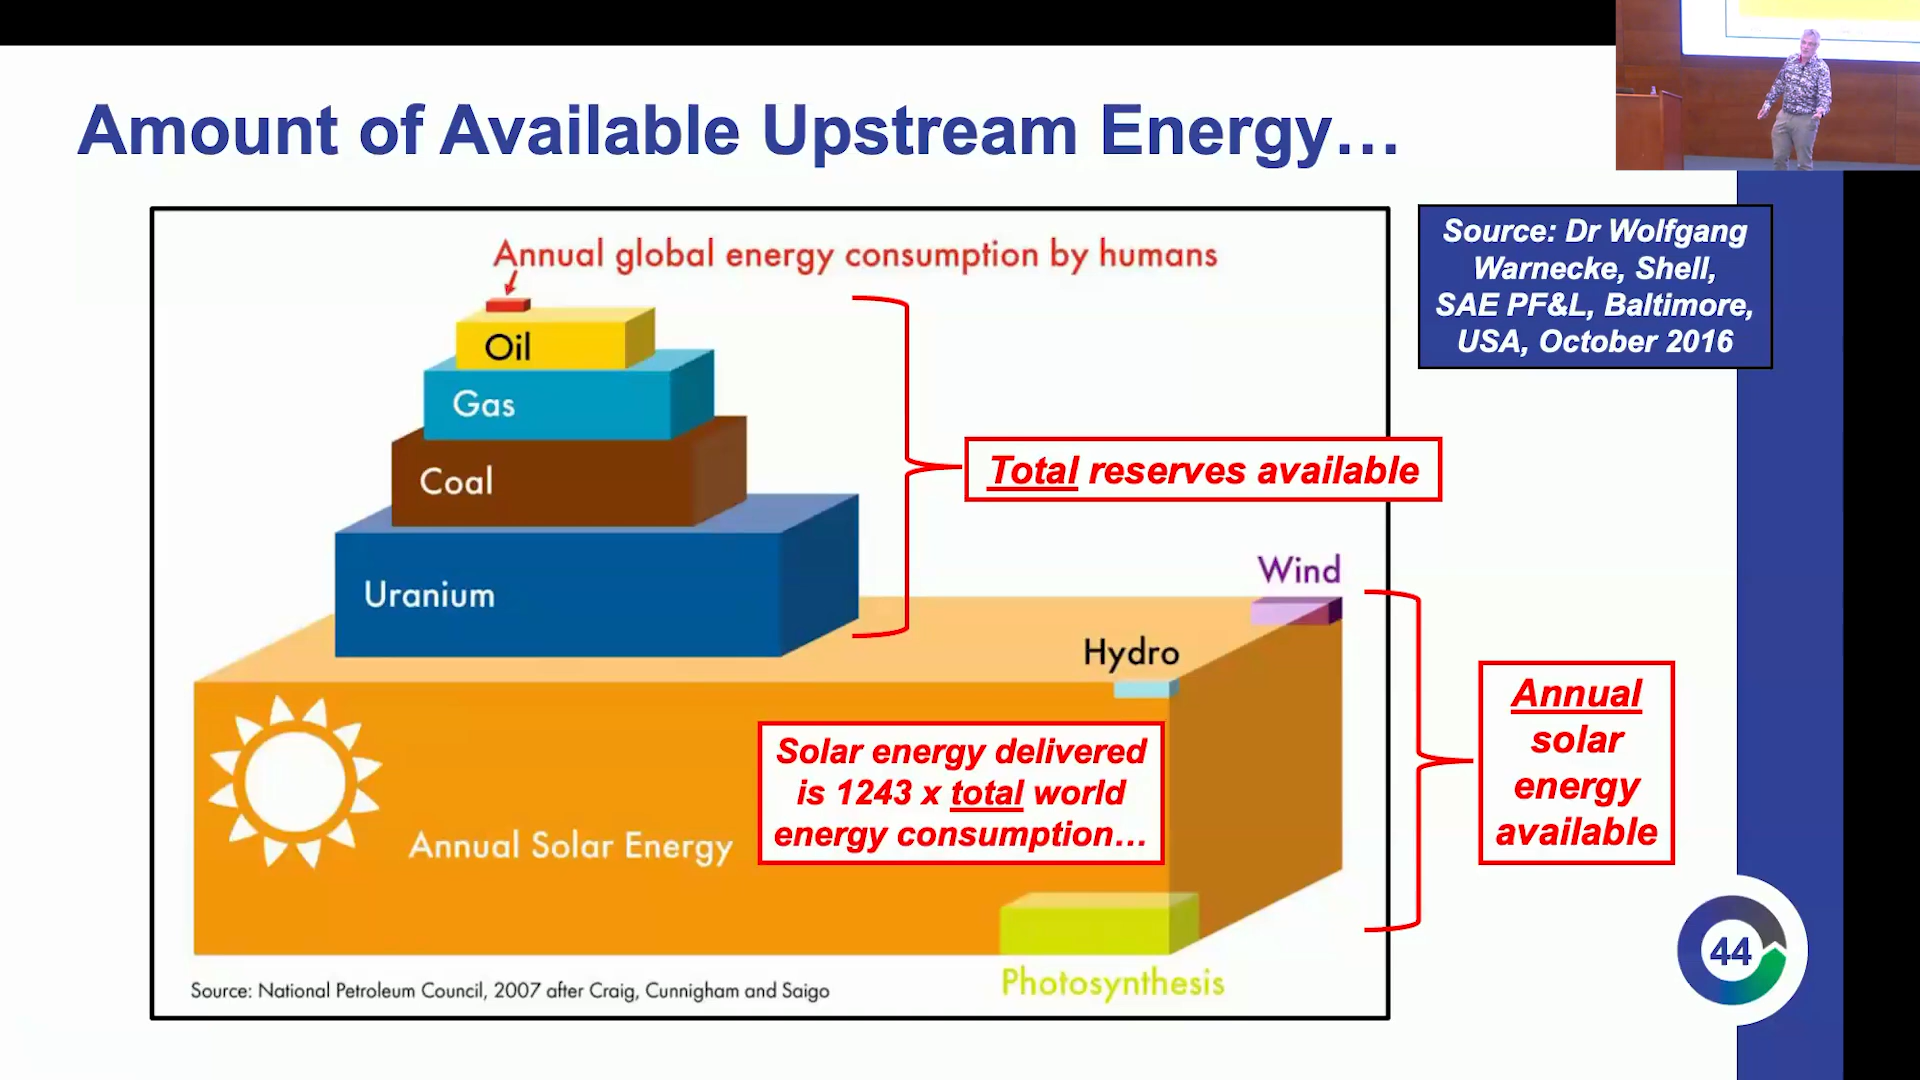 Amount of Available Upstream Energy…
Source: Dr Wolfgang
Warnecke, Shell,
SAE PF&L, Baltimore,
USA, October 2016
Annual global energy consumption by humans
Oil
Gas
Coal
Uranium
Total reserves available
Wind
Hydro
Solar energy delivered
is 1243 x total world
energy consumption…
Annual
solar
energy
available
Annual Solar Energy
Photosynthesis
Source: National Petroleum Council, 2007 after Craig, Cunnigham and Saigo
44